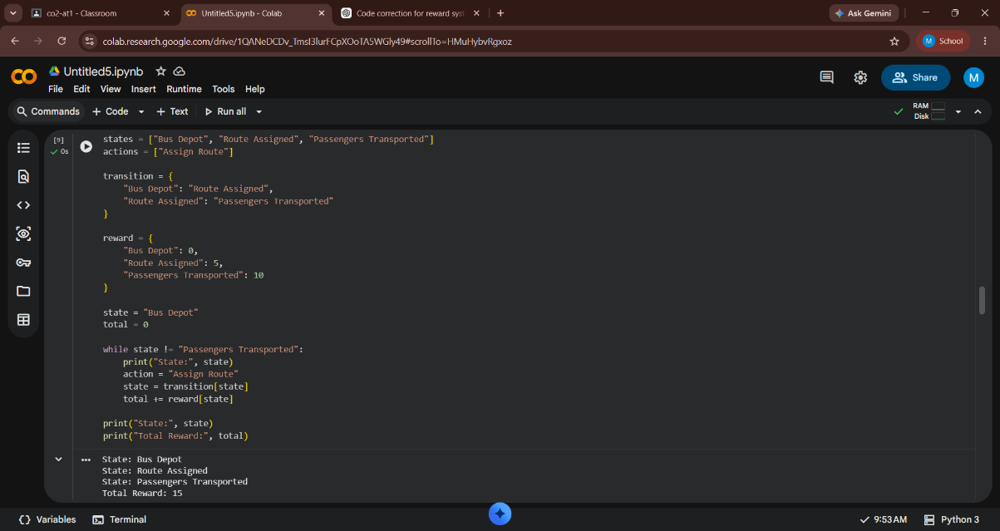 co2-at1 - Classroom
Untitled5.ipynb - Colab
Code correction for reward syst
Ask Gemini
colab.research.google.com/drive/1QANeDCDv_TmsI3lurFCpXOoTA5WGly49#scrollTo=HMuHybvRgxoz
M School
CO Untitled5.ipynb
File Edit View Insert Runtime Tools Help
Share
M
Commands + Code + Text Run all
RAM
Disk
[9]
0s
states = ["Bus Depot", "Route Assigned", "Passengers Transported"]
actions = ["Assign Route"]
transition = {
    "Bus Depot": "Route Assigned",
    "Route Assigned": "Passengers Transported"
}
reward = {
    "Bus Depot": 0,
    "Route Assigned": 5,
    "Passengers Transported": 10
}
state = "Bus Depot"
total = 0
while state != "Passengers Transported":
    print("State:", state)
    action = "Assign Route"
    state = transition[state]
    total += reward[state]
print("State:", state)
print("Total Reward:", total)
State: Bus Depot
State: Route Assigned
State: Passengers Transported
Total Reward: 15
{} Variables Terminal
9:53 AM Python 3